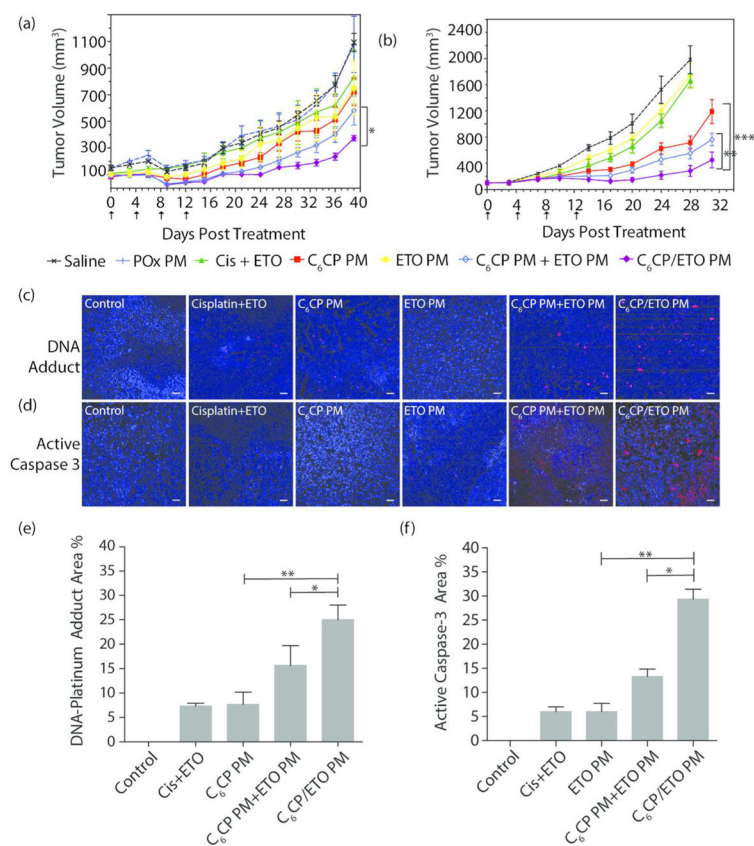 (a)
Tumor Volume (mm³)
1100
900
700
500
300
100
0 4 8 12 16 20 24 28 32 36 40
Days Post Treatment
*
(b)
Tumor Volume (mm³)
2400
2000
1600
1200
800
400
0 4 8 12 16 20 24 28 32
Days Post Treatment
***
**
Saline POx PM Cis + ETO C₆CP PM ETO PM C₆CP PM + ETO PM C₆CP/ETO PM
(c)
Control Cisplatin+ETO C₆CP PM ETO PM C₆CP PM+ETO PM C₆CP/ETO PM
DNA
Adduct
(d)
Control Cisplatin+ETO C₆CP PM ETO PM C₆CP PM+ETO PM C₆CP/ETO PM
Active
Caspase 3
(e)
DNA-Platinum Adduct Area %
40
35
30
25
20
15
10
5
0
**
*
Control Cis+ETO C₆CP PM C₆CP PM+ETO PM C₆CP/ETO PM
(f)
Active Caspase-3 Area %
40
35
30
25
20
15
10
5
0
**
*
Control Cis+ETO ETO PM C₆CP PM+ETO PM C₆CP/ETO PM